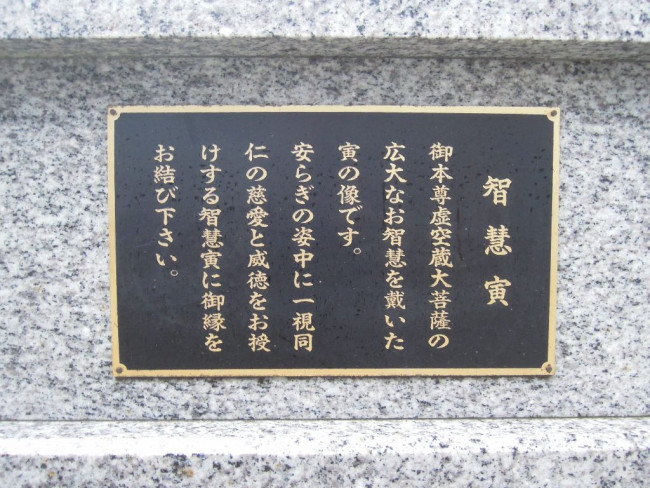 智慧寅
御本尊虚空蔵大菩薩の
広大なお智慧を戴いた
寅の像です。
安らぎの姿中に一視同
仁の慈愛と威徳をお授
けする智慧寅に御縁を
お結び下さい。